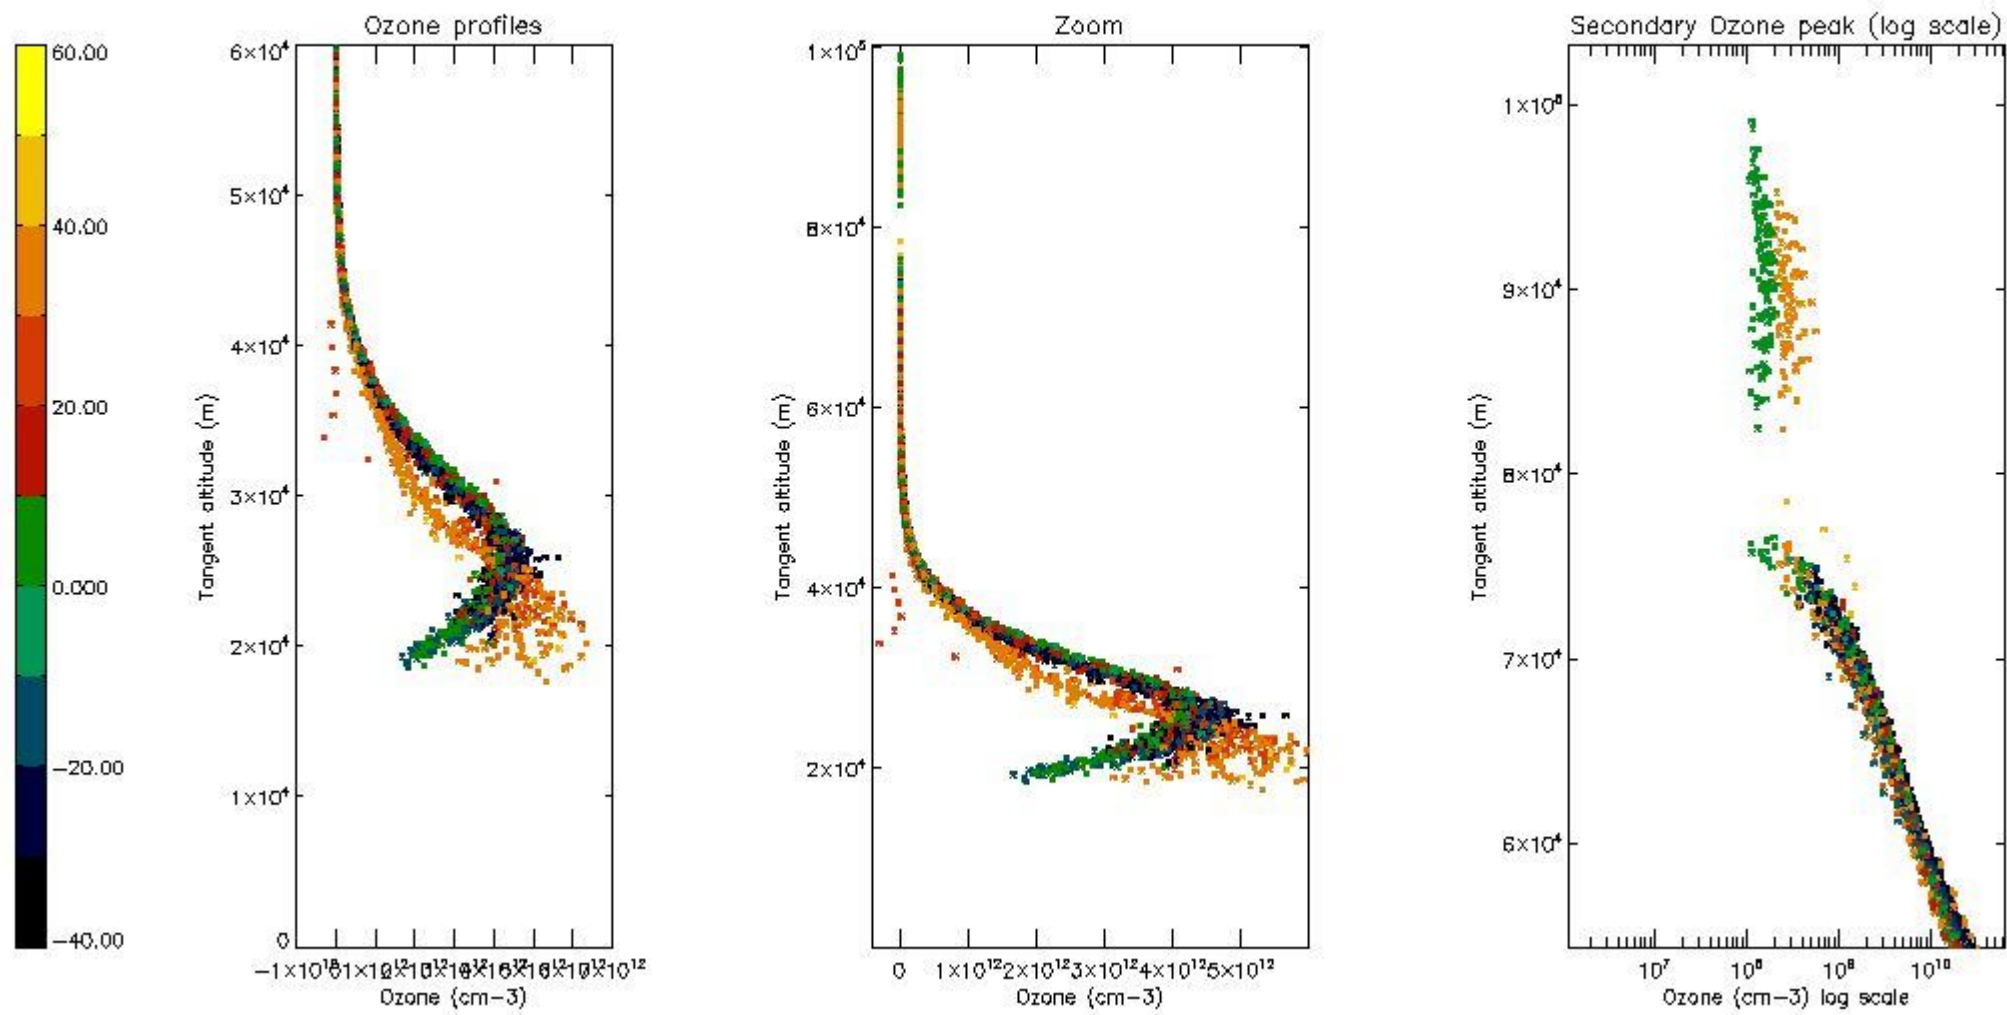 Ozone profiles
Zoom
Secondary Ozone peak (log scale)
60.00
40.00
20.00
0.000
−20.00
−40.00
6×10⁴
5×10⁴
4×10⁴
3×10⁴
2×10⁴
1×10⁴
0
Tangent altitude (m)
Ozone (cm−3)
1×10⁵
8×10⁴
6×10⁴
4×10⁴
2×10⁴
Tangent altitude (m)
0 1×10¹² 2×10¹² 3×10¹² 4×10¹² 5×10¹²
Ozone (cm−3)
9×10⁴
8×10⁴
7×10⁴
6×10⁴
Tangent altitude (m)
10⁷ 10⁸ 10⁹ 10¹⁰
Ozone (cm−3) log scale